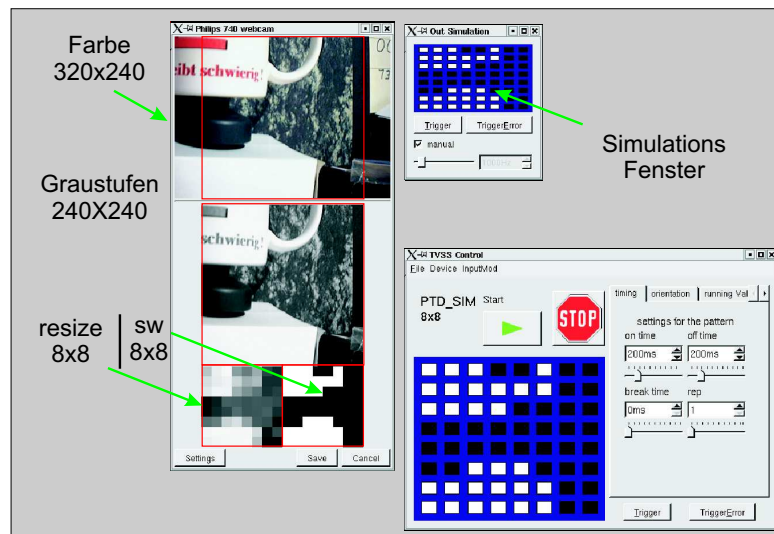 Farbe
320x240
Graustufen
240X240
resize
8x8
sw
8x8
Philips 740 webcam
eibt schwierig!
schwierig!
Settings
Save
Cancel
Out Simulation
Trigger
TriggerError
manual
Simulations
Fenster
TVSS Control
File Device InputMod
PTD_SIM
8x8
Start
STOP
timing
orientation
running Val
settings for the pattern
on time
off time
200ms
200ms
break time
rep
0ms
1
Trigger
TriggerError